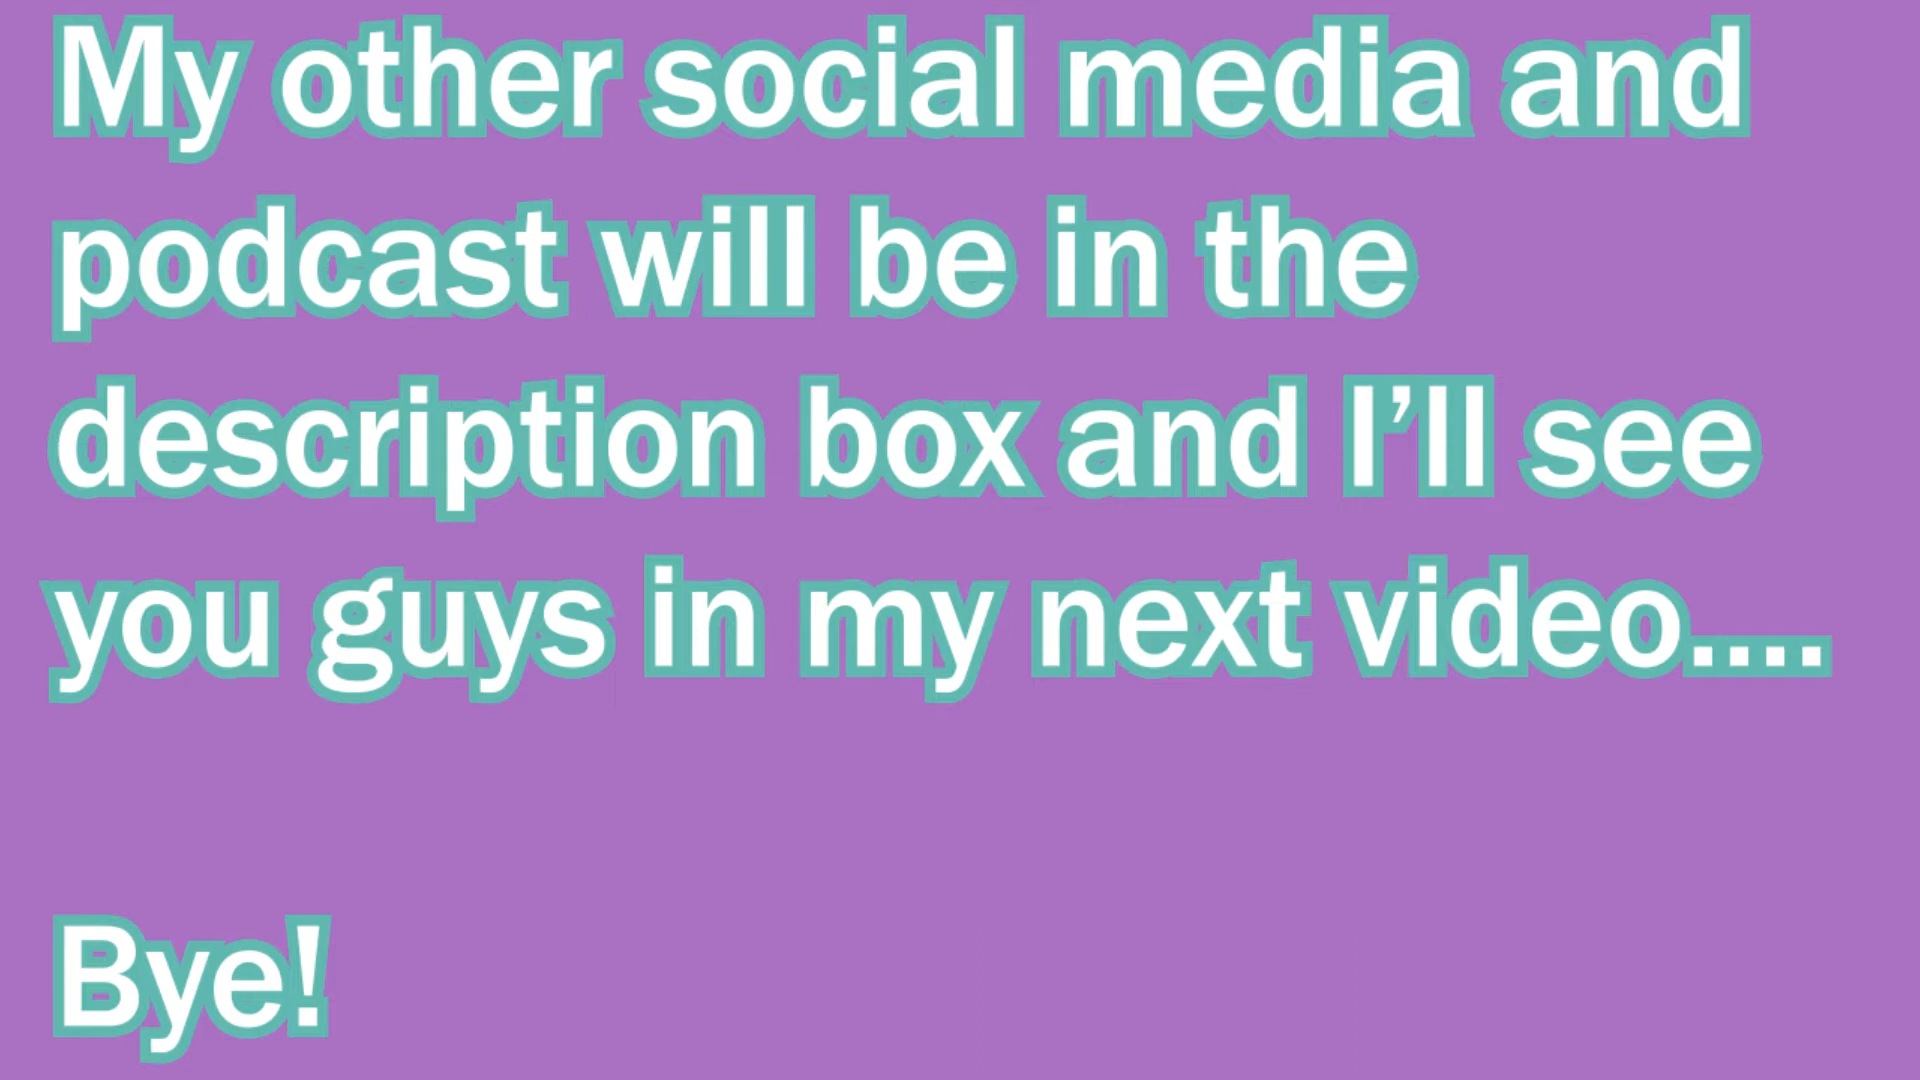 My other social media and
podcast will be in the
description box and I’ll see
you guys in my next video....
Bye!